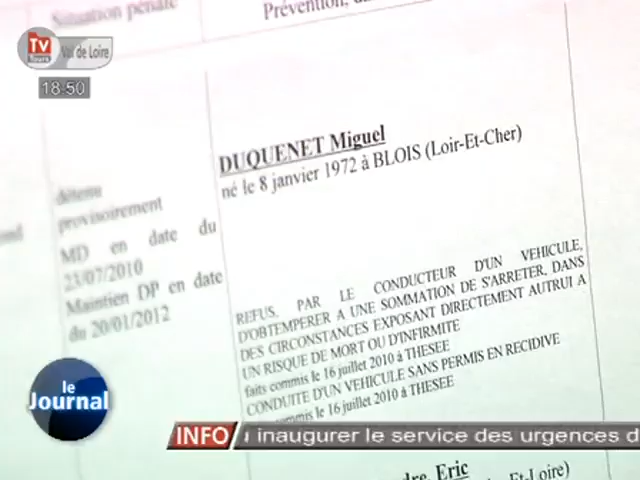 Situation pénale
Prévention,
TV Tours
Val de Loire
18:50
DUQUENET Miguel
né le 8 janvier 1972 à BLOIS (Loir-Et-Cher)
détenu
provisoirement
MD en date du
23/07/2010
Maintien DP en date
du 20/01/2012
REFUS, PAR LE CONDUCTEUR D'UN VEHICULE,
D'OBTEMPERER A UNE SOMMATION DE S'ARRETER, DANS
DES CIRCONSTANCES EXPOSANT DIRECTEMENT AUTRUI A
UN RISQUE DE MORT OU D'INFIRMITE
faits commis le 16 juillet 2010 à THESEE
CONDUITE D'UN VEHICULE SANS PERMIS EN RECIDIVE
commis le 16 juillet 2010 à THESEE
le
Journal
INFO
inaugurer le service des urgences d
Eric
Et-Loire)